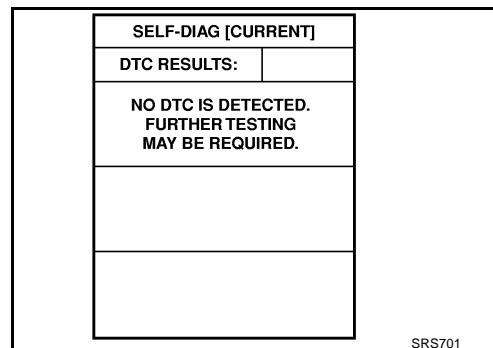 SELF-DIAG [CURRENT]
DTC RESULTS:
NO DTC IS DETECTED.
FURTHER TESTING
MAY BE REQUIRED.
SRS701